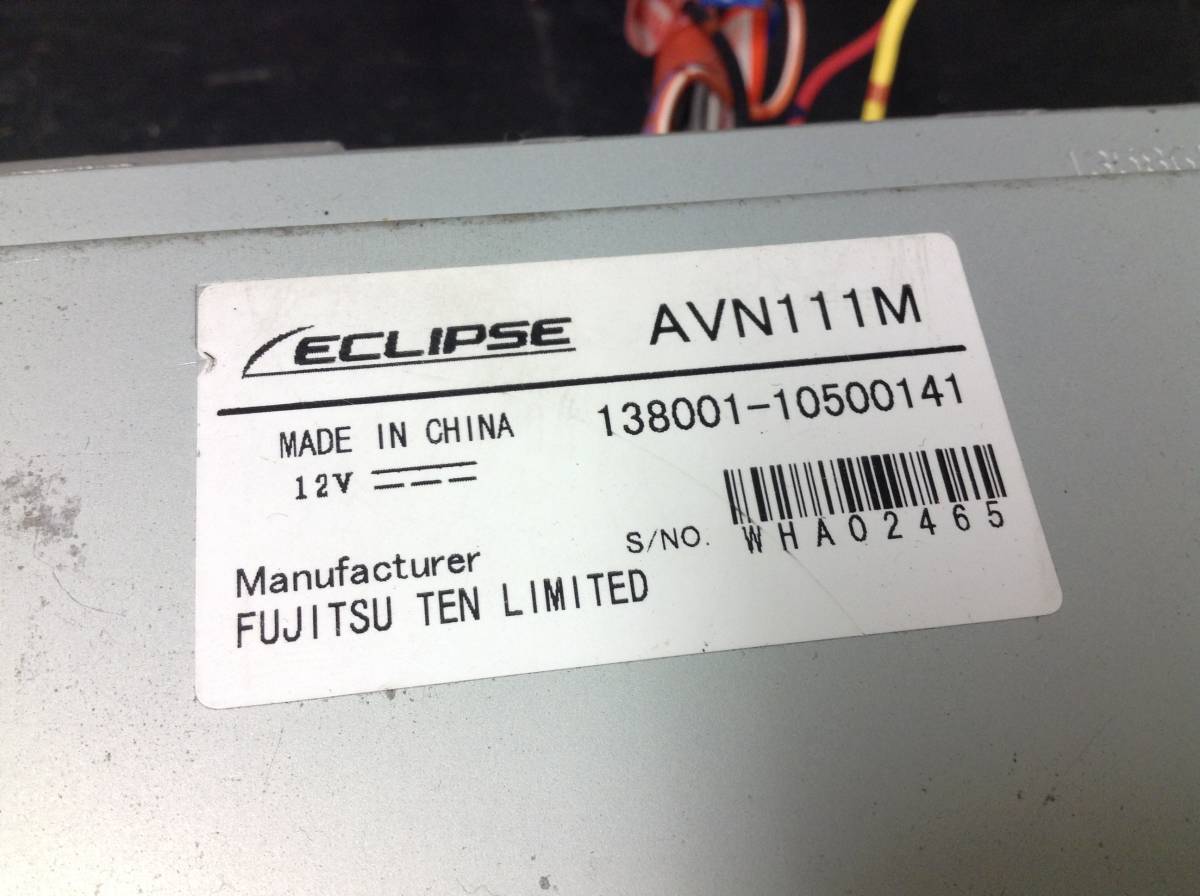 ECLIPSE AVN111M
MADE IN CHINA 138001-10500141
12V
S/NO. WHA02465
Manufacturer
FUJITSU TEN LIMITED